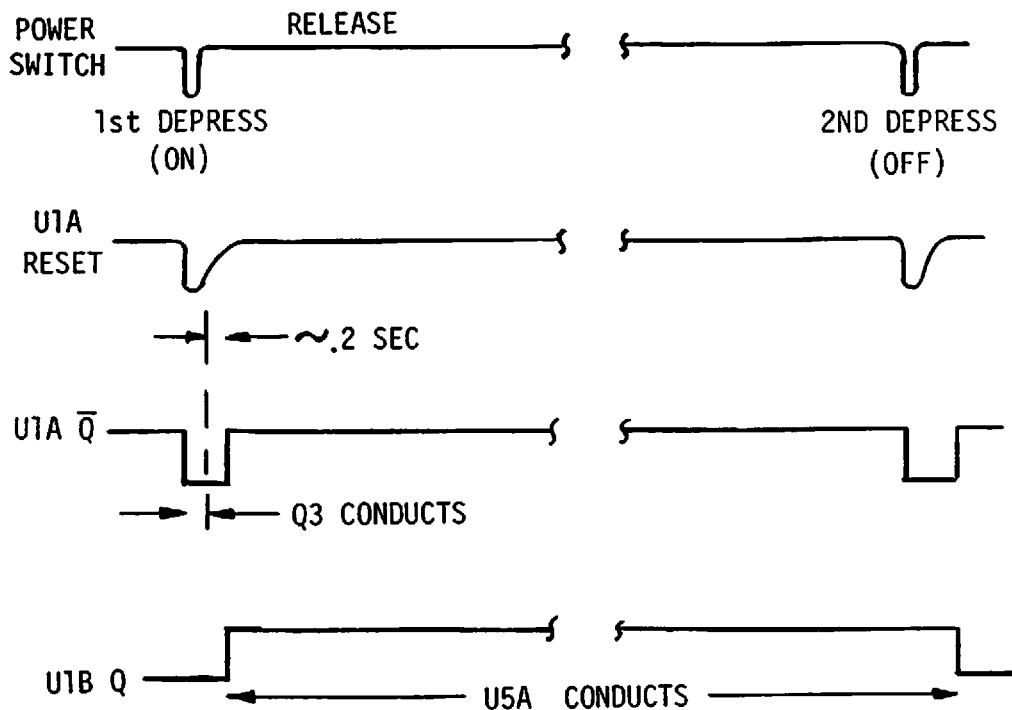 POWER
SWITCH
RELEASE
1st DEPRESS
(ON)
2ND DEPRESS
(OFF)
U1A
RESET
~.2 SEC
U1A Q̅
Q3 CONDUCTS
U1B Q
U5A CONDUCTS